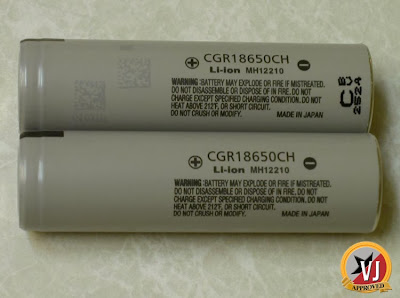 CGR18650CH
Li-ion MH12210
WARNING:BATTERY MAY EXPLODE OR FIRE IF MISTREATED.
DO NOT DISASSEMBLE OR DISPOSE OF IN FIRE. DO NOT
CHARGE EXCEPT SPECIFIED CHARGING CONDITION. DO NOT
HEAT ABOVE 212°F, OR SHORT CIRCUIT.
DO NOT CRUSH OR MODIFY. MADE IN JAPAN
CBU
2524
CGR18650CH
Li-ion MH12210
WARNING:BATTERY MAY EXPLODE OR FIRE IF MISTREATED.
DO NOT DISASSEMBLE OR DISPOSE OF IN FIRE. DO NOT
CHARGE EXCEPT SPECIFIED CHARGING CONDITION. DO NOT
HEAT ABOVE 212°F, OR SHORT CIRCUIT.
DO NOT CRUSH OR MODIFY. MADE IN JAPAN
VJ
APPROVED